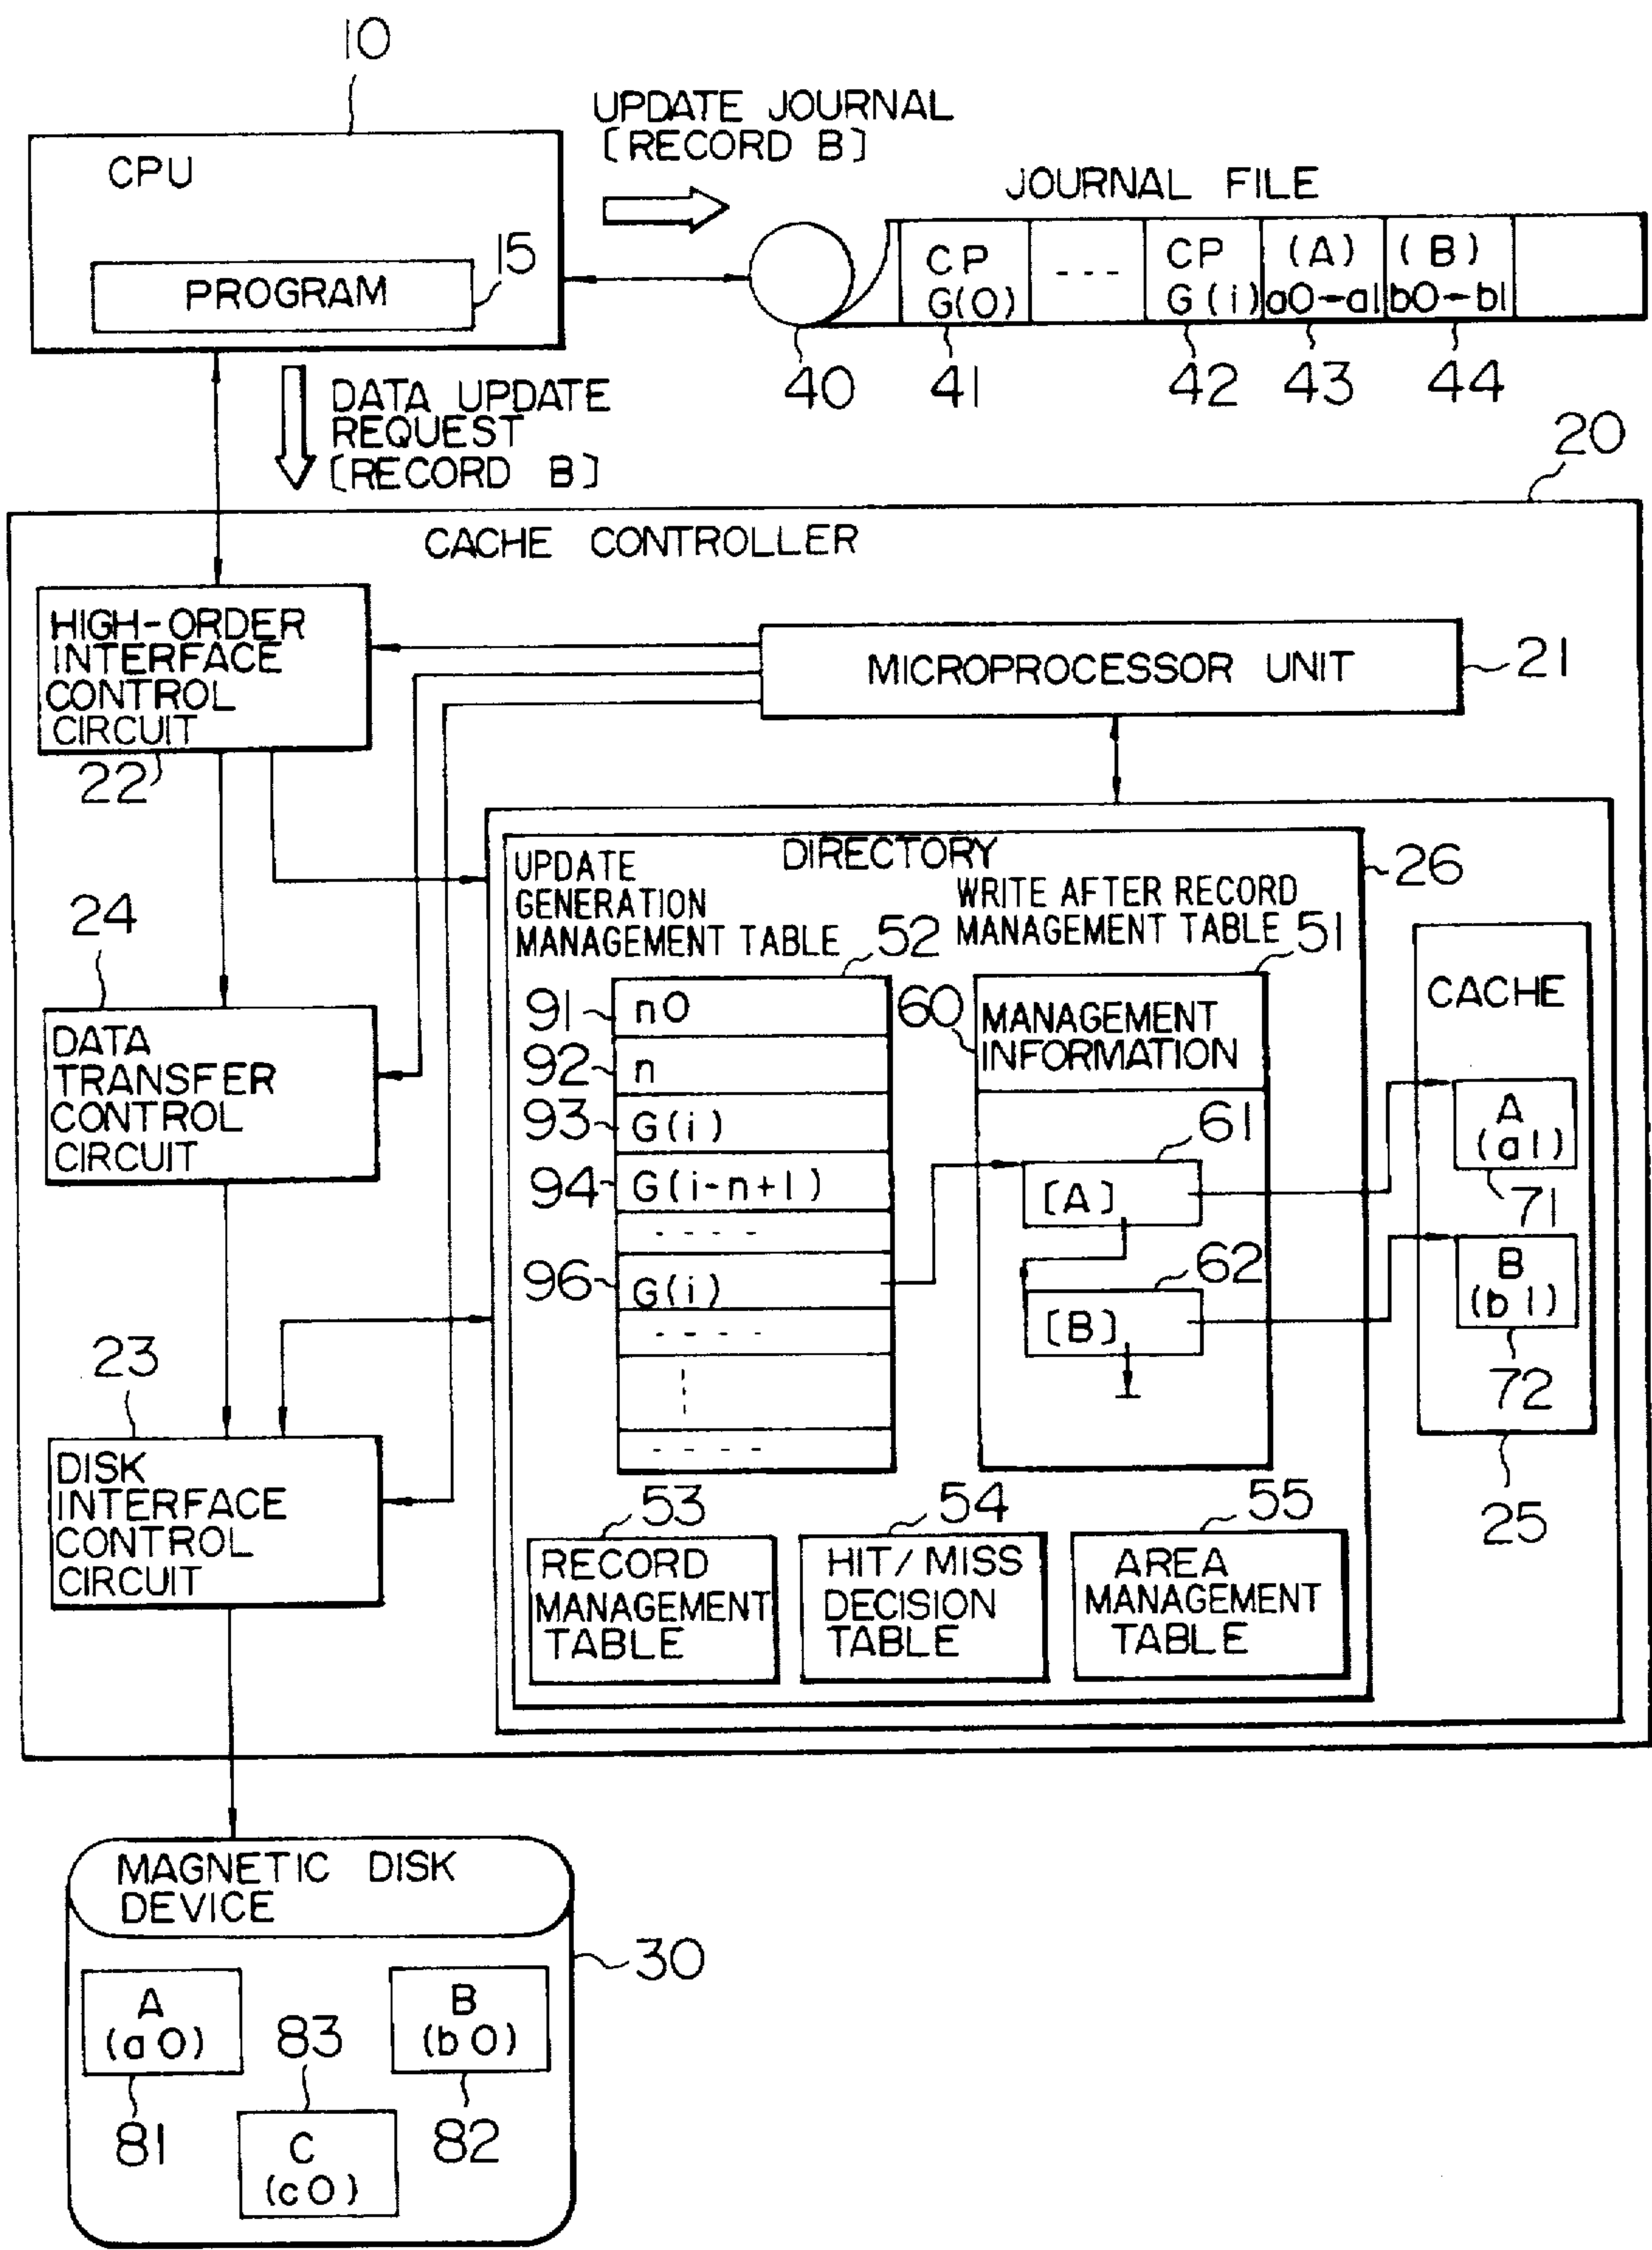 10
UPDATE JOURNAL
[RECORD B]
CPU
JOURNAL FILE
15
PROGRAM
CP
G(0)
- - -
CP
G(i)
(A)
a0→a1
(B)
b0→b1
40
41
42
43
44
DATA UPDATE
REQUEST
[RECORD B]
20
CACHE CONTROLLER
HIGH-ORDER
INTERFACE
CONTROL
CIRCUIT
22
MICROPROCESSOR UNIT
21
DIRECTORY
26
UPDATE
GENERATION
MANAGEMENT TABLE
52
WRITE AFTER RECORD
MANAGEMENT TABLE
51
24
DATA
TRANSFER
CONTROL
CIRCUIT
91
n0
92
n
93
G(i)
94
G(i-n+1)
- - - -
96
G(i)
- - - -
- - - -
60
MANAGEMENT
INFORMATION
61
[A]
62
[B]
CACHE
A
(a1)
71
B
(b1)
72
25
23
DISK
INTERFACE
CONTROL
CIRCUIT
53
RECORD
MANAGEMENT
TABLE
54
HIT/MISS
DECISION
TABLE
55
AREA
MANAGEMENT
TABLE
MAGNETIC DISK
DEVICE
30
A
(a0)
81
83
C
(c0)
B
(b0)
82